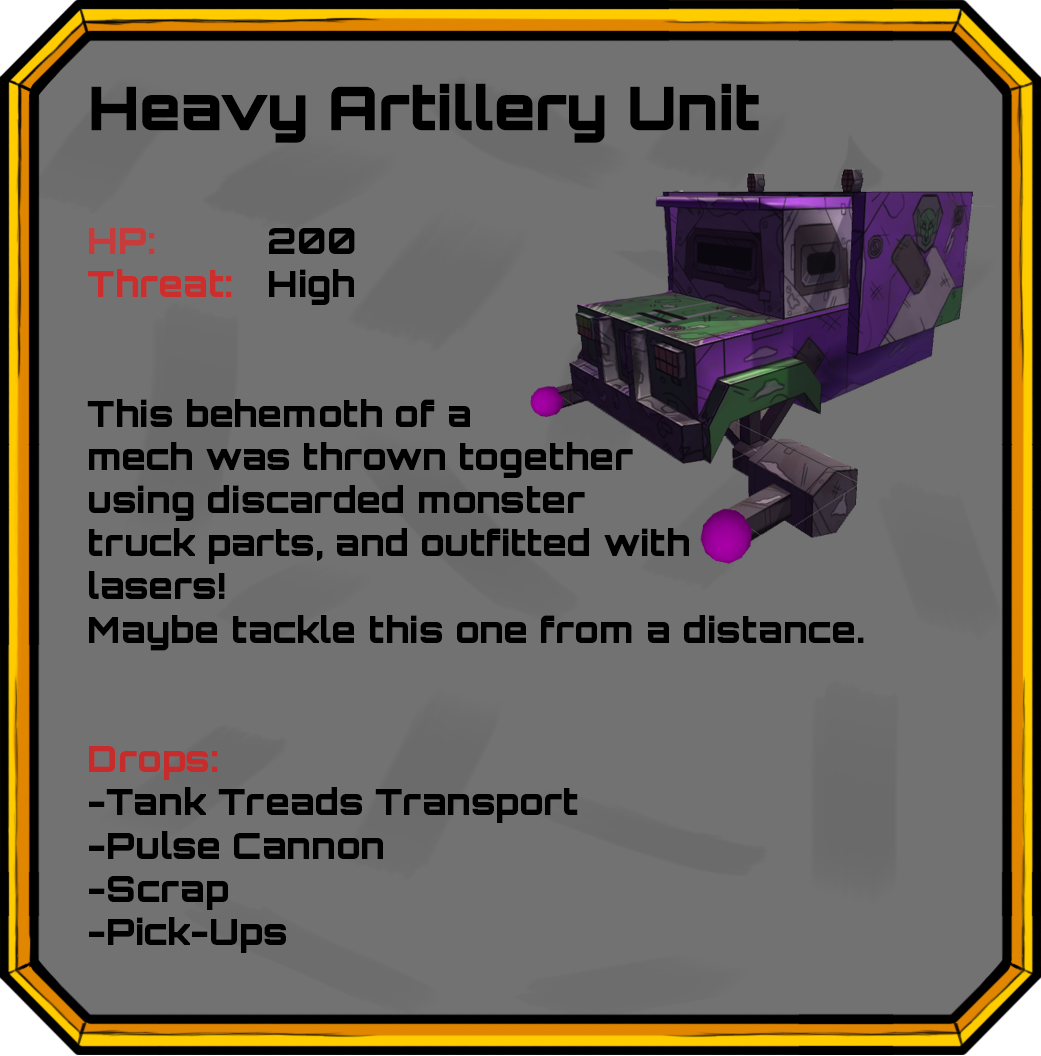 Heavy Artillery Unit
HP: 200
Threat: High
This behemoth of a
mech was thrown together
using discarded monster
truck parts, and outfitted with
lasers!
Maybe tackle this one from a distance.
Drops:
-Tank Treads Transport
-Pulse Cannon
-Scrap
-Pick-Ups